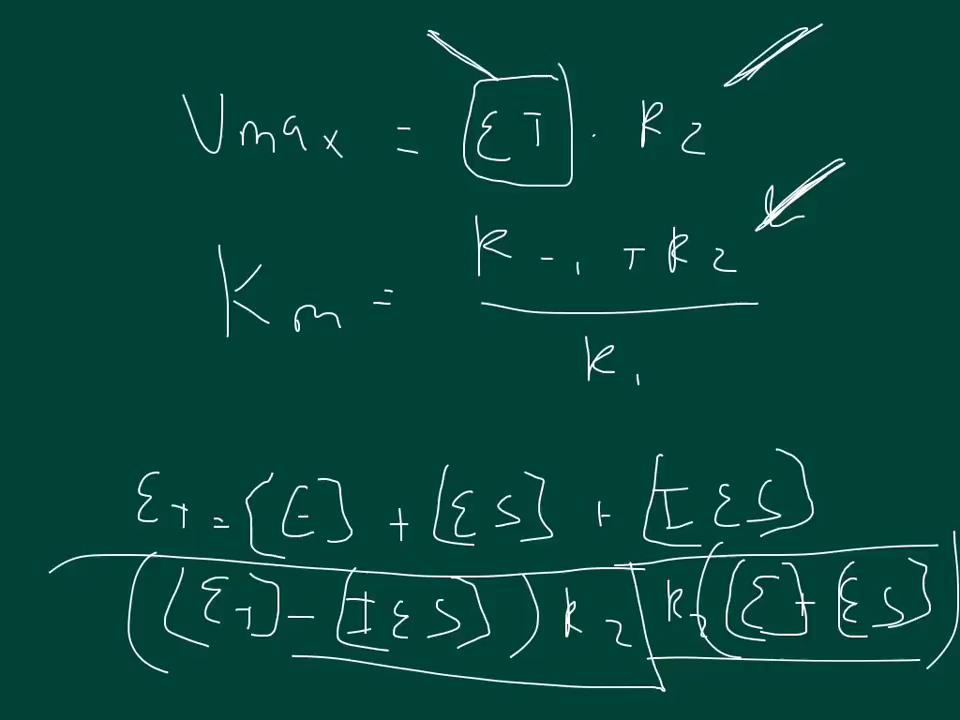 Vmax = ET · k2
Km = k-1 + k2
k1
ET = [E] + [ES] + [IES]
([ET] - [IES]) k2 k2 ([E] + [ES])